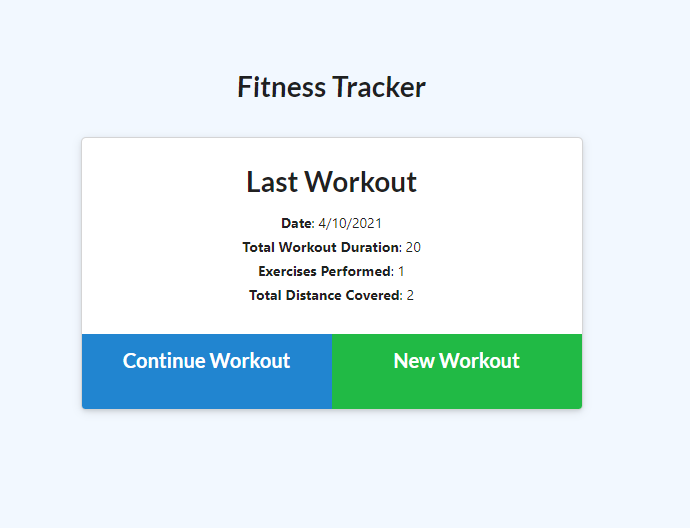 Fitness Tracker
Last Workout
Date: 4/10/2021
Total Workout Duration: 20
Exercises Performed: 1
Total Distance Covered: 2
Continue Workout
New Workout